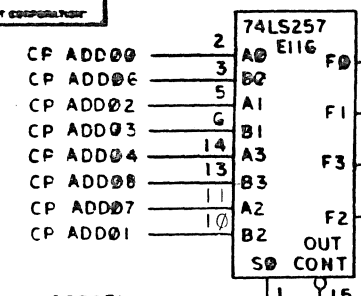 CORPORATION
74LS257
E116
CP ADD00 2 A0 F0
CP ADD06 3 B0
CP ADD02 5 A1 F1
CP ADD03 6 B1
CP ADD04 14 A3 F3
CP ADD08 13 B3
CP ADD07 11 A2 F2
CP ADD01 10 B2
OUT
S0 CONT
1 15